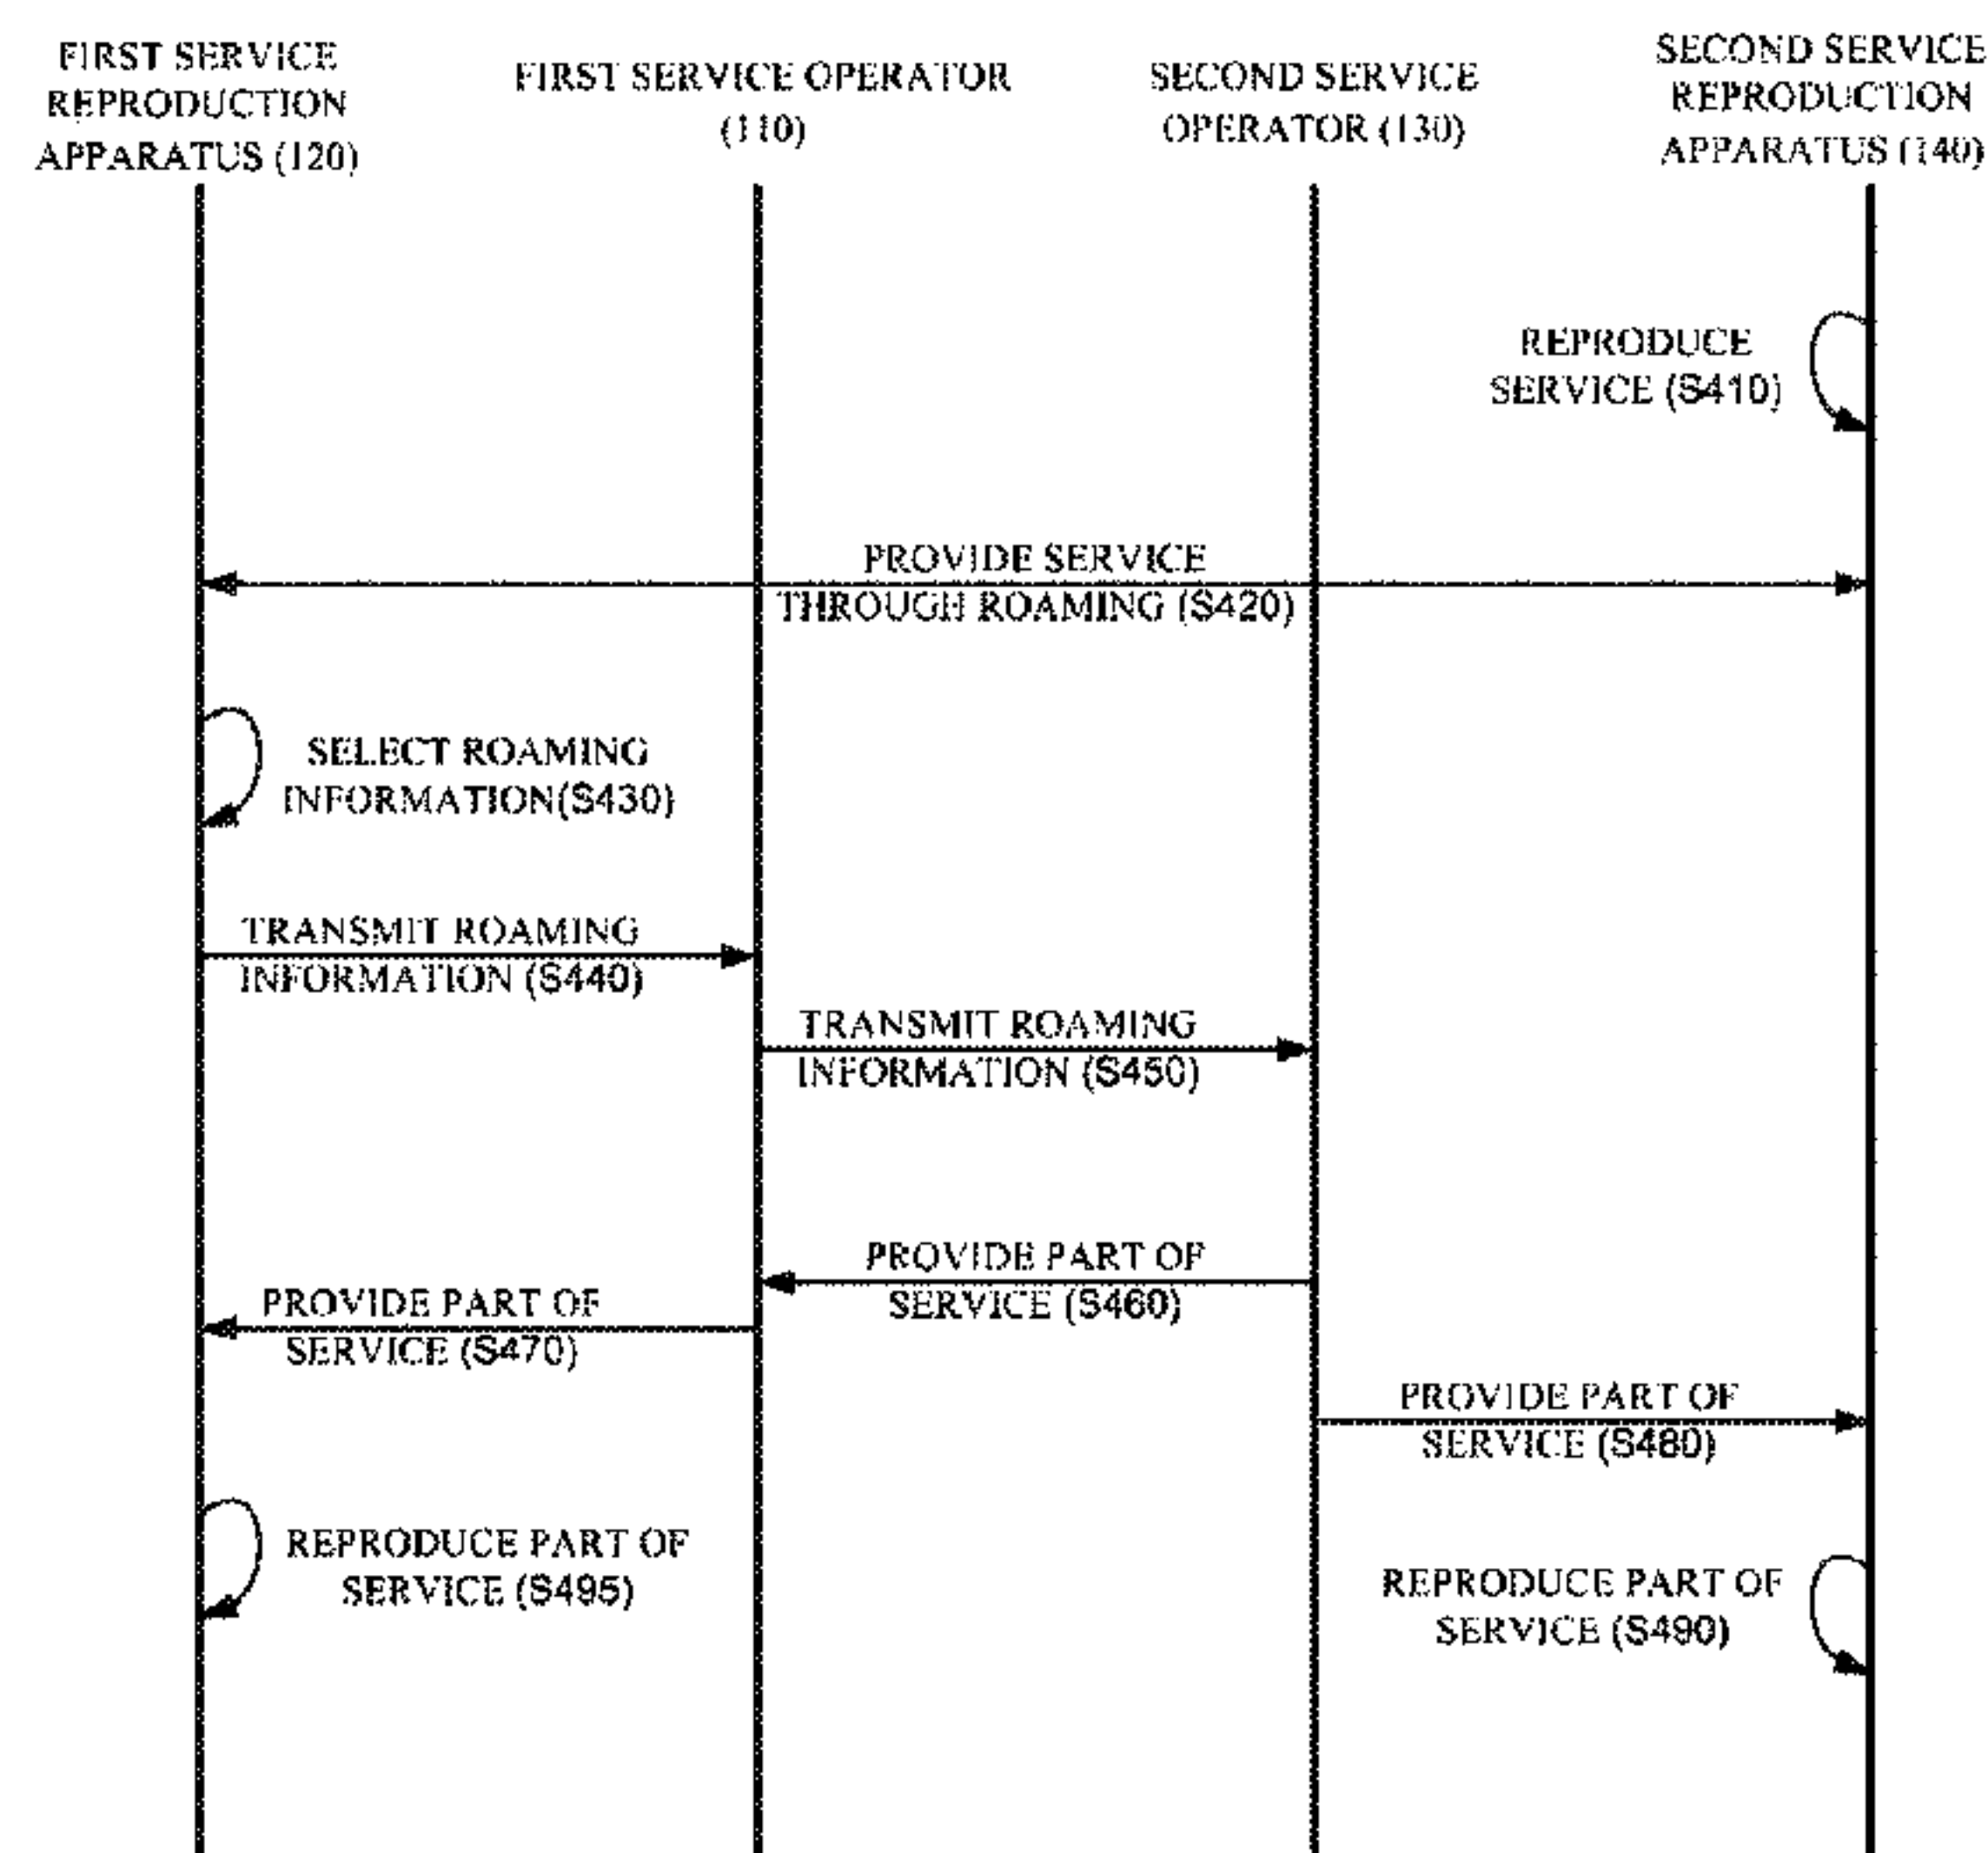 FIRST SERVICE
REPRODUCTION
APPARATUS (120)
FIRST SERVICE OPERATOR
(110)
SECOND SERVICE
OPERATOR (130)
SECOND SERVICE
REPRODUCTION
APPARATUS (140)
REPRODUCE
SERVICE (S410)
PROVIDE SERVICE
THROUGH ROAMING (S420)
SELECT ROAMING
INFORMATION(S430)
TRANSMIT ROAMING
INFORMATION (S440)
TRANSMIT ROAMING
INFORMATION (S450)
PROVIDE PART OF
SERVICE (S460)
PROVIDE PART OF
SERVICE (S470)
PROVIDE PART OF
SERVICE (S480)
REPRODUCE PART OF
SERVICE (S495)
REPRODUCE PART OF
SERVICE (S490)